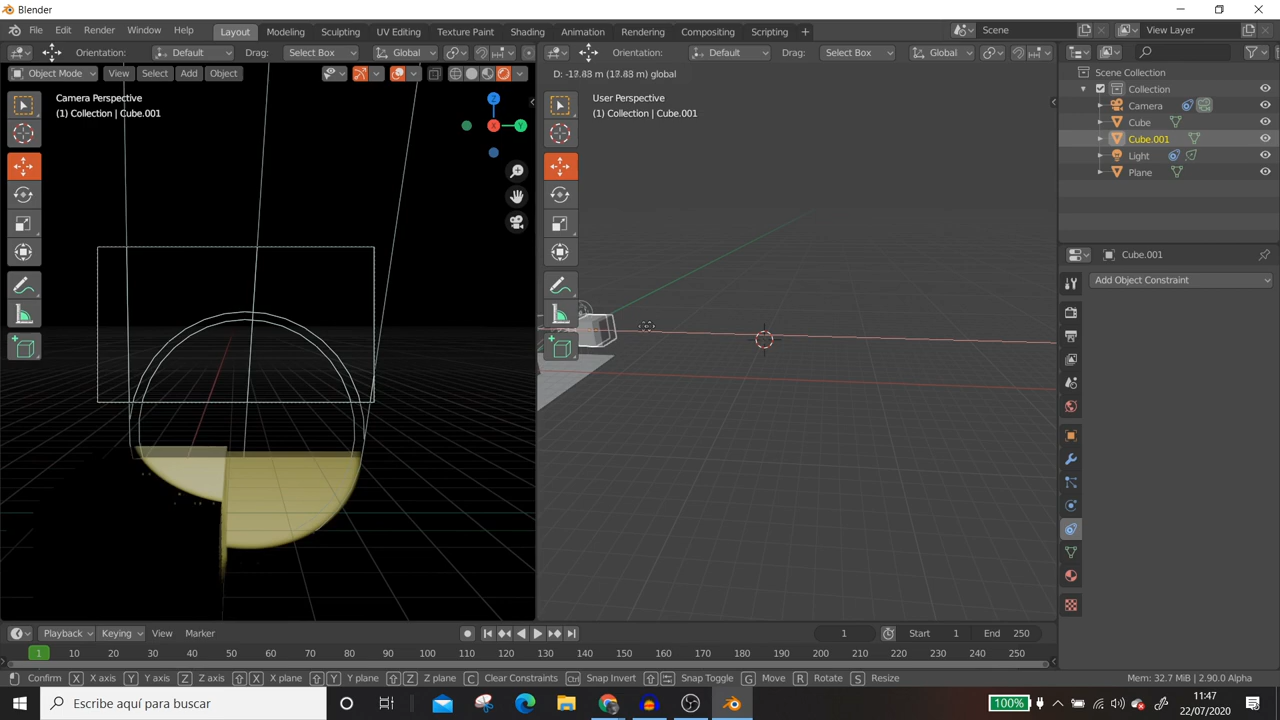 Blender
File Edit Render Window Help Layout Modeling Sculpting UV Editing Texture Paint Shading Animation Rendering Compositing Scripting + Scene View Layer
Orientation: Default Drag: Select Box Global Orientation: Default Drag: Select Box Global
Object Mode View Select Add Object D: -17.83 m (17.83 m) global Scene Collection
Collection
Camera Perspective User Perspective Camera
(1) Collection | Cube.001 (1) Collection | Cube.001 Cube
Cube.001
Light
Plane
Z
Y
X
Cube.001
Add Object Constraint
Playback Keying View Marker 1 Start 1 End 250
1 10 20 30 40 50 60 70 80 90 100 110 120 130 140 150 160 170 180 190 200 210 220 230 240 250
Confirm X X axis Y Y axis Z Z axis X X plane Y Y plane Z Z plane C Clear Constraints Ctrl Snap Invert Snap Toggle G Move R Rotate S Resize Mem: 32.7 MiB | 2.90.0 Alpha
Escribe aquí para buscar 100% 11:47
22/07/2020